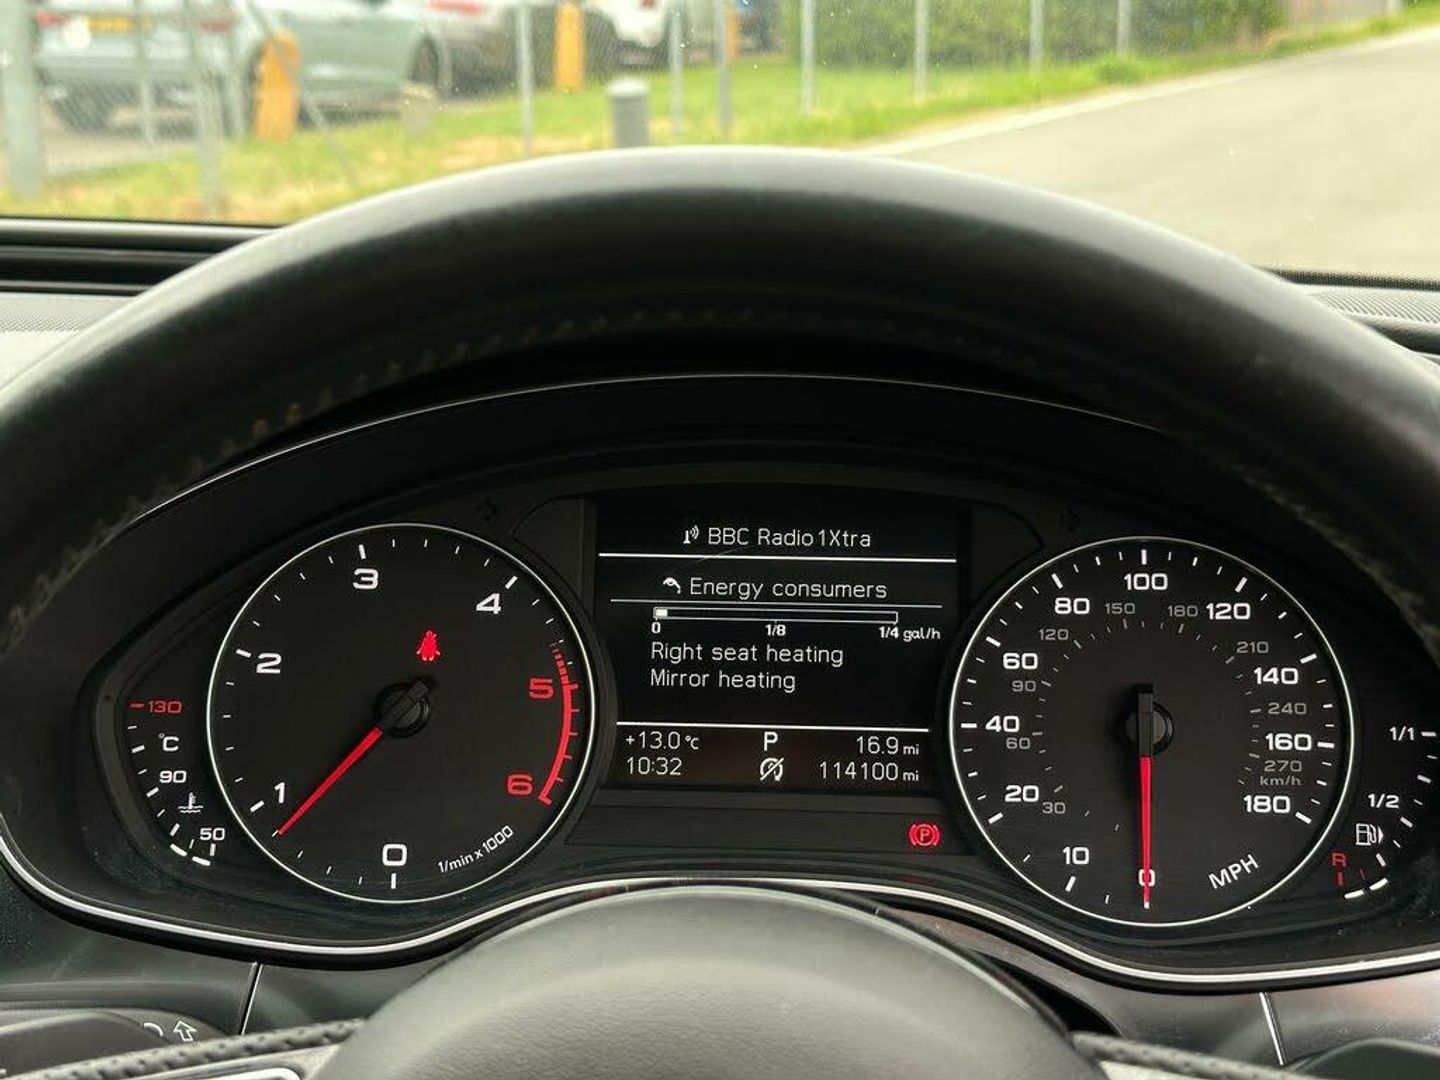 BBC Radio 1Xtra
Energy consumers
0 1/8 1/4 gal/h
Right seat heating
Mirror heating
+13.0 °C P 16.9 mi
10:32 114100 mi
0 1 2 3 4 5 6
1/min x 1000
130
°C
90
50
0 10 20 40 60 80 100 120 140 160 180
MPH
30 60 90 120 150 180 210 240 270
km/h
(P)
1/1
1/2
R